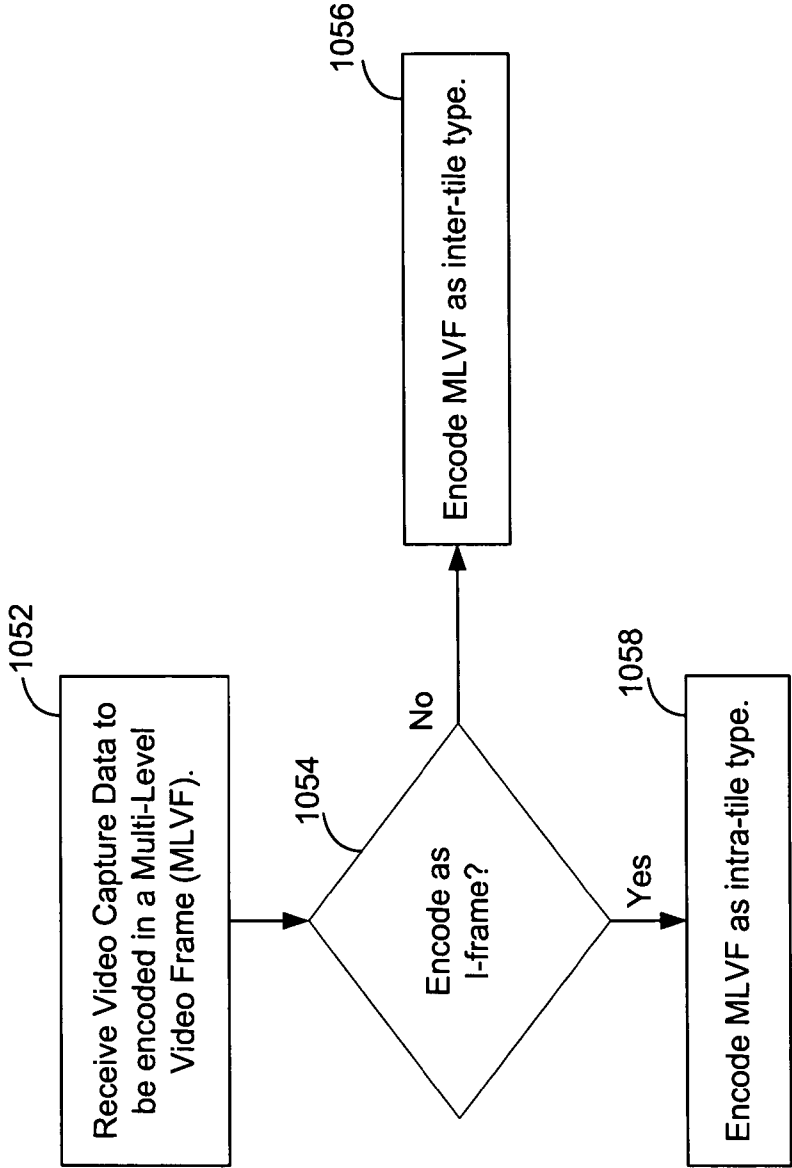 1052
Receive Video Capture Data to
be encoded in a Multi-Level
Video Frame (MLVF).
1054
Encode as
I-frame?
No
1056
Encode MLVF as inter-tile type.
Yes
1058
Encode MLVF as intra-tile type.